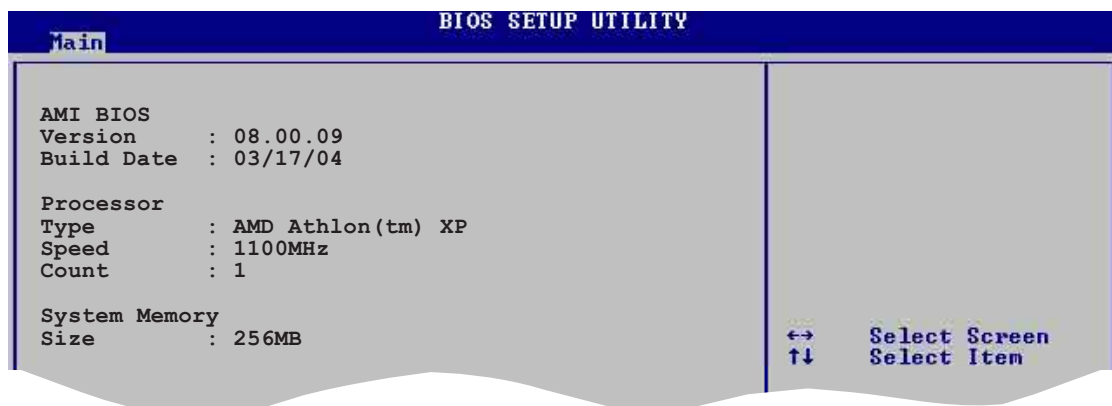 BIOS SETUP UTILITY
Main
AMI BIOS
Version : 08.00.09
Build Date : 03/17/04
Processor
Type : AMD Athlon(tm) XP
Speed : 1100MHz
Count : 1
System Memory
Size : 256MB
↔ Select Screen
↑↓ Select Item